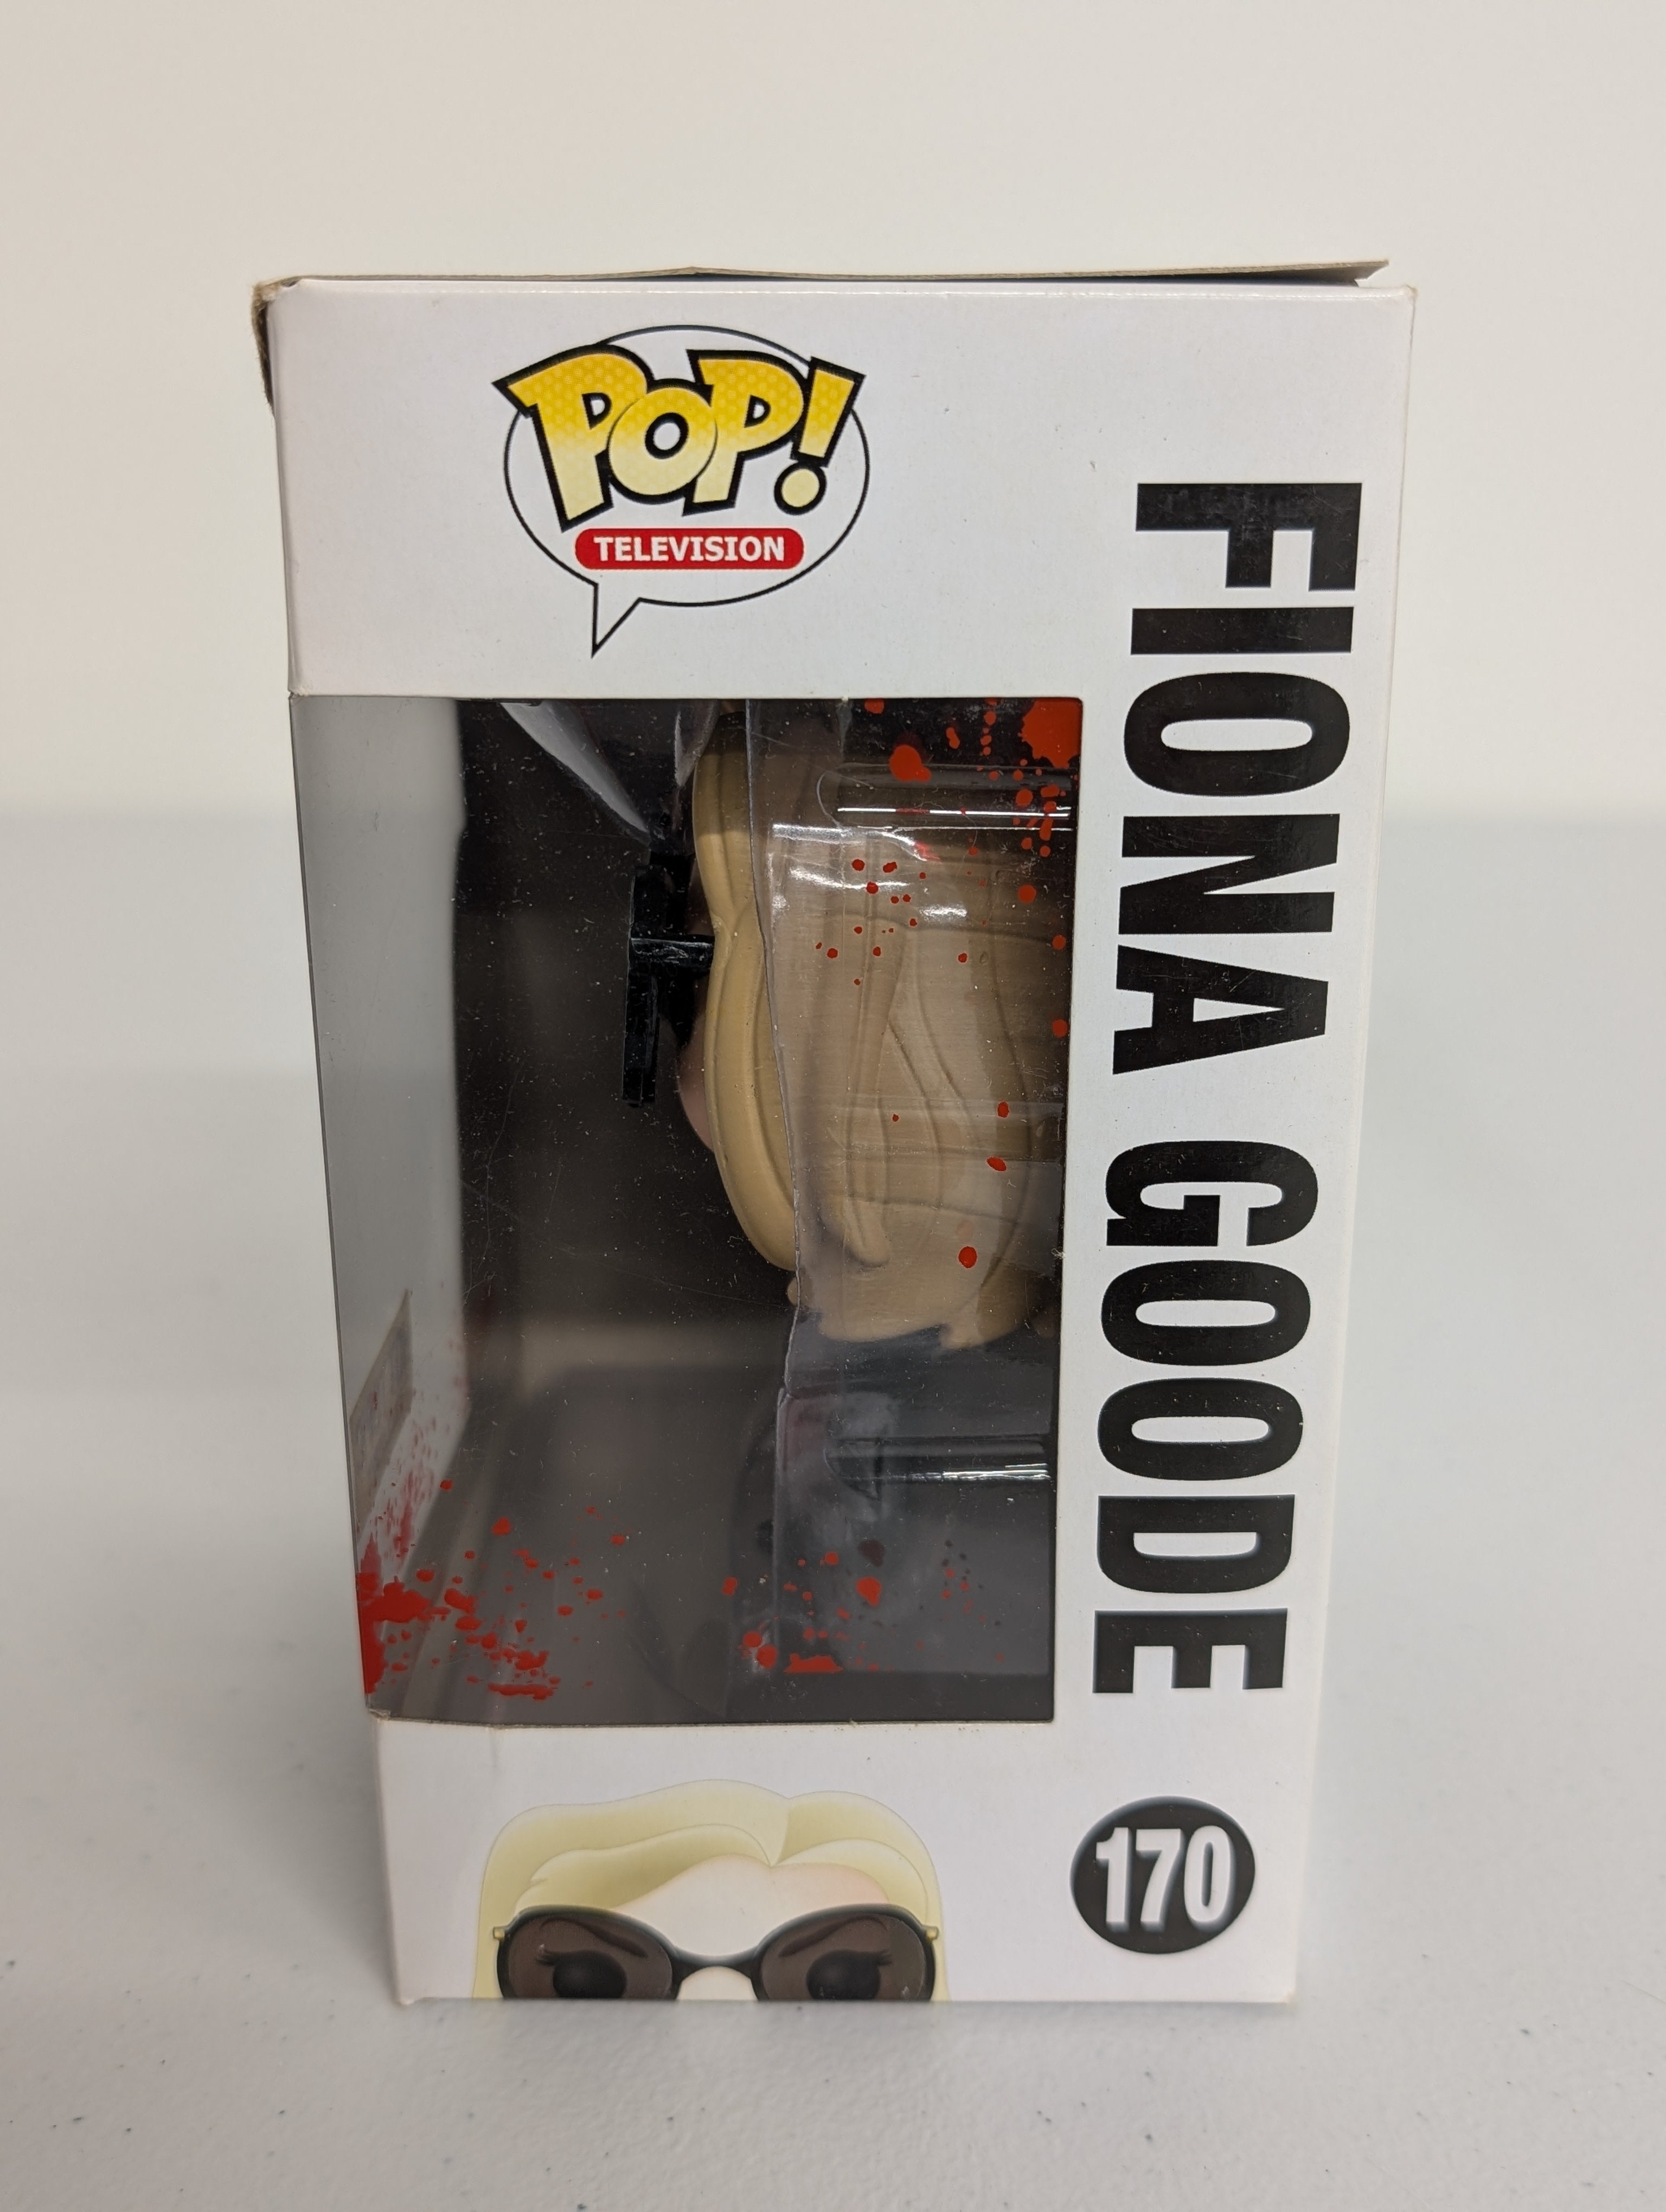 POP!
TELEVISION
FIONA GOODE
170